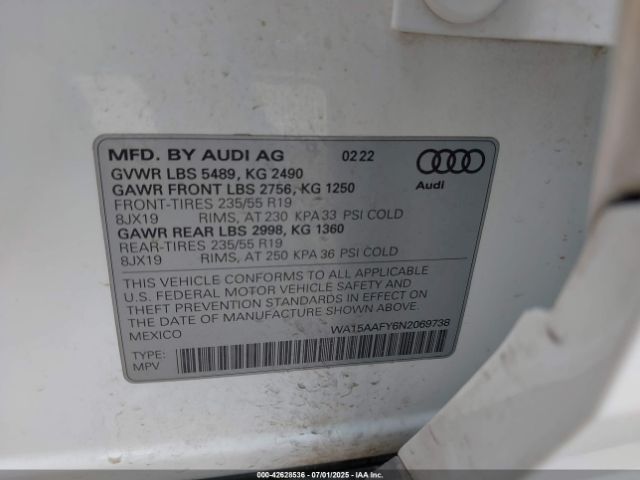 MFD. BY AUDI AG 02 22
GVWR LBS 5489, KG 2490
GAWR FRONT LBS 2756, KG 1250
FRONT-TIRES 235/55 R19
8JX19 RIMS, AT 230 KPA 33 PSI COLD
GAWR REAR LBS 2998, KG 1360
REAR-TIRES 235/55 R19
8JX19 RIMS, AT 250 KPA 36 PSI COLD
Audi
THIS VEHICLE CONFORMS TO ALL APPLICABLE
U.S. FEDERAL MOTOR VEHICLE SAFETY AND
THEFT PREVENTION STANDARDS IN EFFECT ON
THE DATE OF MANUFACTURE SHOWN ABOVE
MEXICO WA15AAFY6N2069738
TYPE:
MPV
000-42628536 - 07/01/2025 - IAAI.com